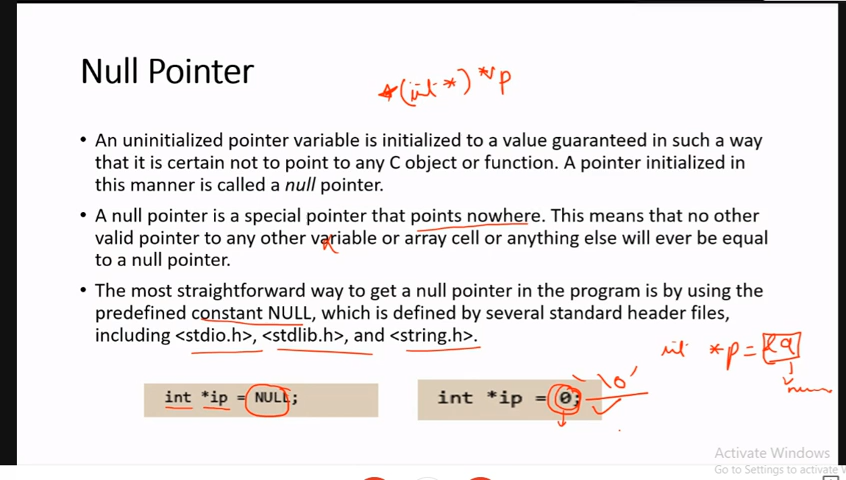 Null Pointer
*(int *) **p
• An uninitialized pointer variable is initialized to a value guaranteed in such a way
that it is certain not to point to any C object or function. A pointer initialized in
this manner is called a null pointer.
• A null pointer is a special pointer that points nowhere. This means that no other
valid pointer to any other variable or array cell or anything else will ever be equal
to a null pointer.
• The most straightforward way to get a null pointer in the program is by using the
predefined constant NULL, which is defined by several standard header files,
including <stdio.h>, <stdlib.h>, and <string.h>.
int *p = &a
int *ip = NULL;
int *ip = 0; '\0'
Activate Windows
Go to Settings to activate W